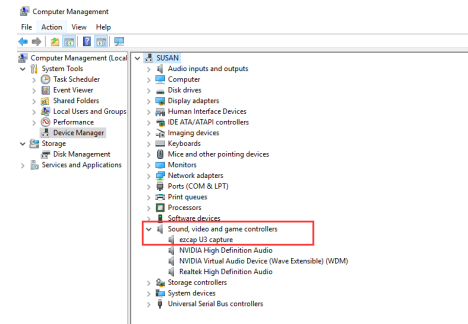 Computer Management
File Action View Help
Computer Management (Local
System Tools
Task Scheduler
Event Viewer
Shared Folders
Local Users and Groups
Performance
Device Manager
Storage
Disk Management
Services and Applications
SUSAN
Audio inputs and outputs
Computer
Disk drives
Display adapters
Human Interface Devices
IDE ATA/ATAPI controllers
Imaging devices
Keyboards
Mice and other pointing devices
Monitors
Network adapters
Ports (COM & LPT)
Print queues
Processors
Software devices
Sound, video and game controllers
ezcap U3 capture
NVIDIA High Definition Audio
NVIDIA Virtual Audio Device (Wave Extensible) (WDM)
Realtek High Definition Audio
Storage controllers
System devices
Universal Serial Bus controllers